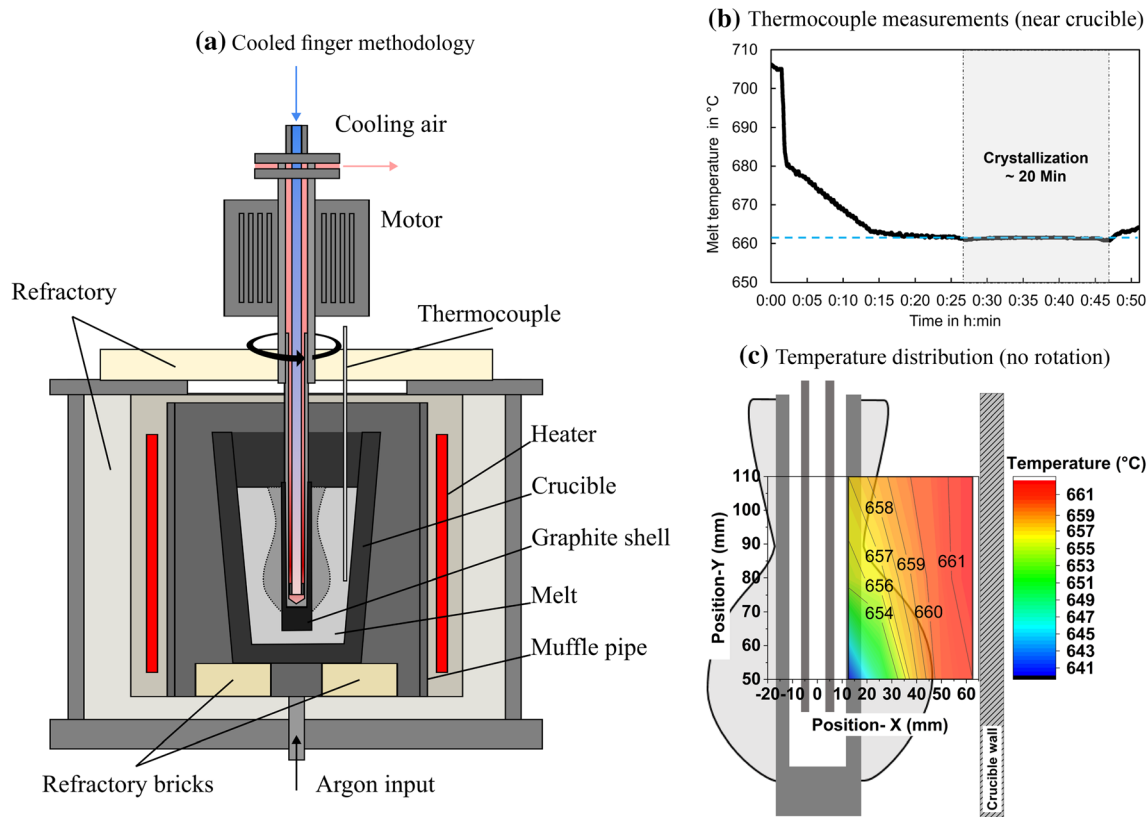 (a) Cooled finger methodology
Cooling air
Motor
Refractory
Thermocouple
Heater
Crucible
Graphite shell
Melt
Muffle pipe
Refractory bricks
Argon input
(b) Thermocouple measurements (near crucible)
Melt temperature in °C
710
700
690
680
670
660
650
Crystallization
~ 20 Min
0:00 0:05 0:10 0:15 0:20 0:25 0:30 0:35 0:40 0:45 0:50
Time in h:min
(c) Temperature distribution (no rotation)
Position-Y (mm)
110
100
90
80
70
60
50
658
657
656
654
659
660
661
-20 -10 0 10 20 30 40 50 60
Position- X (mm)
Crucible wall
Temperature (°C)
661
659
657
655
653
651
649
647
645
643
641